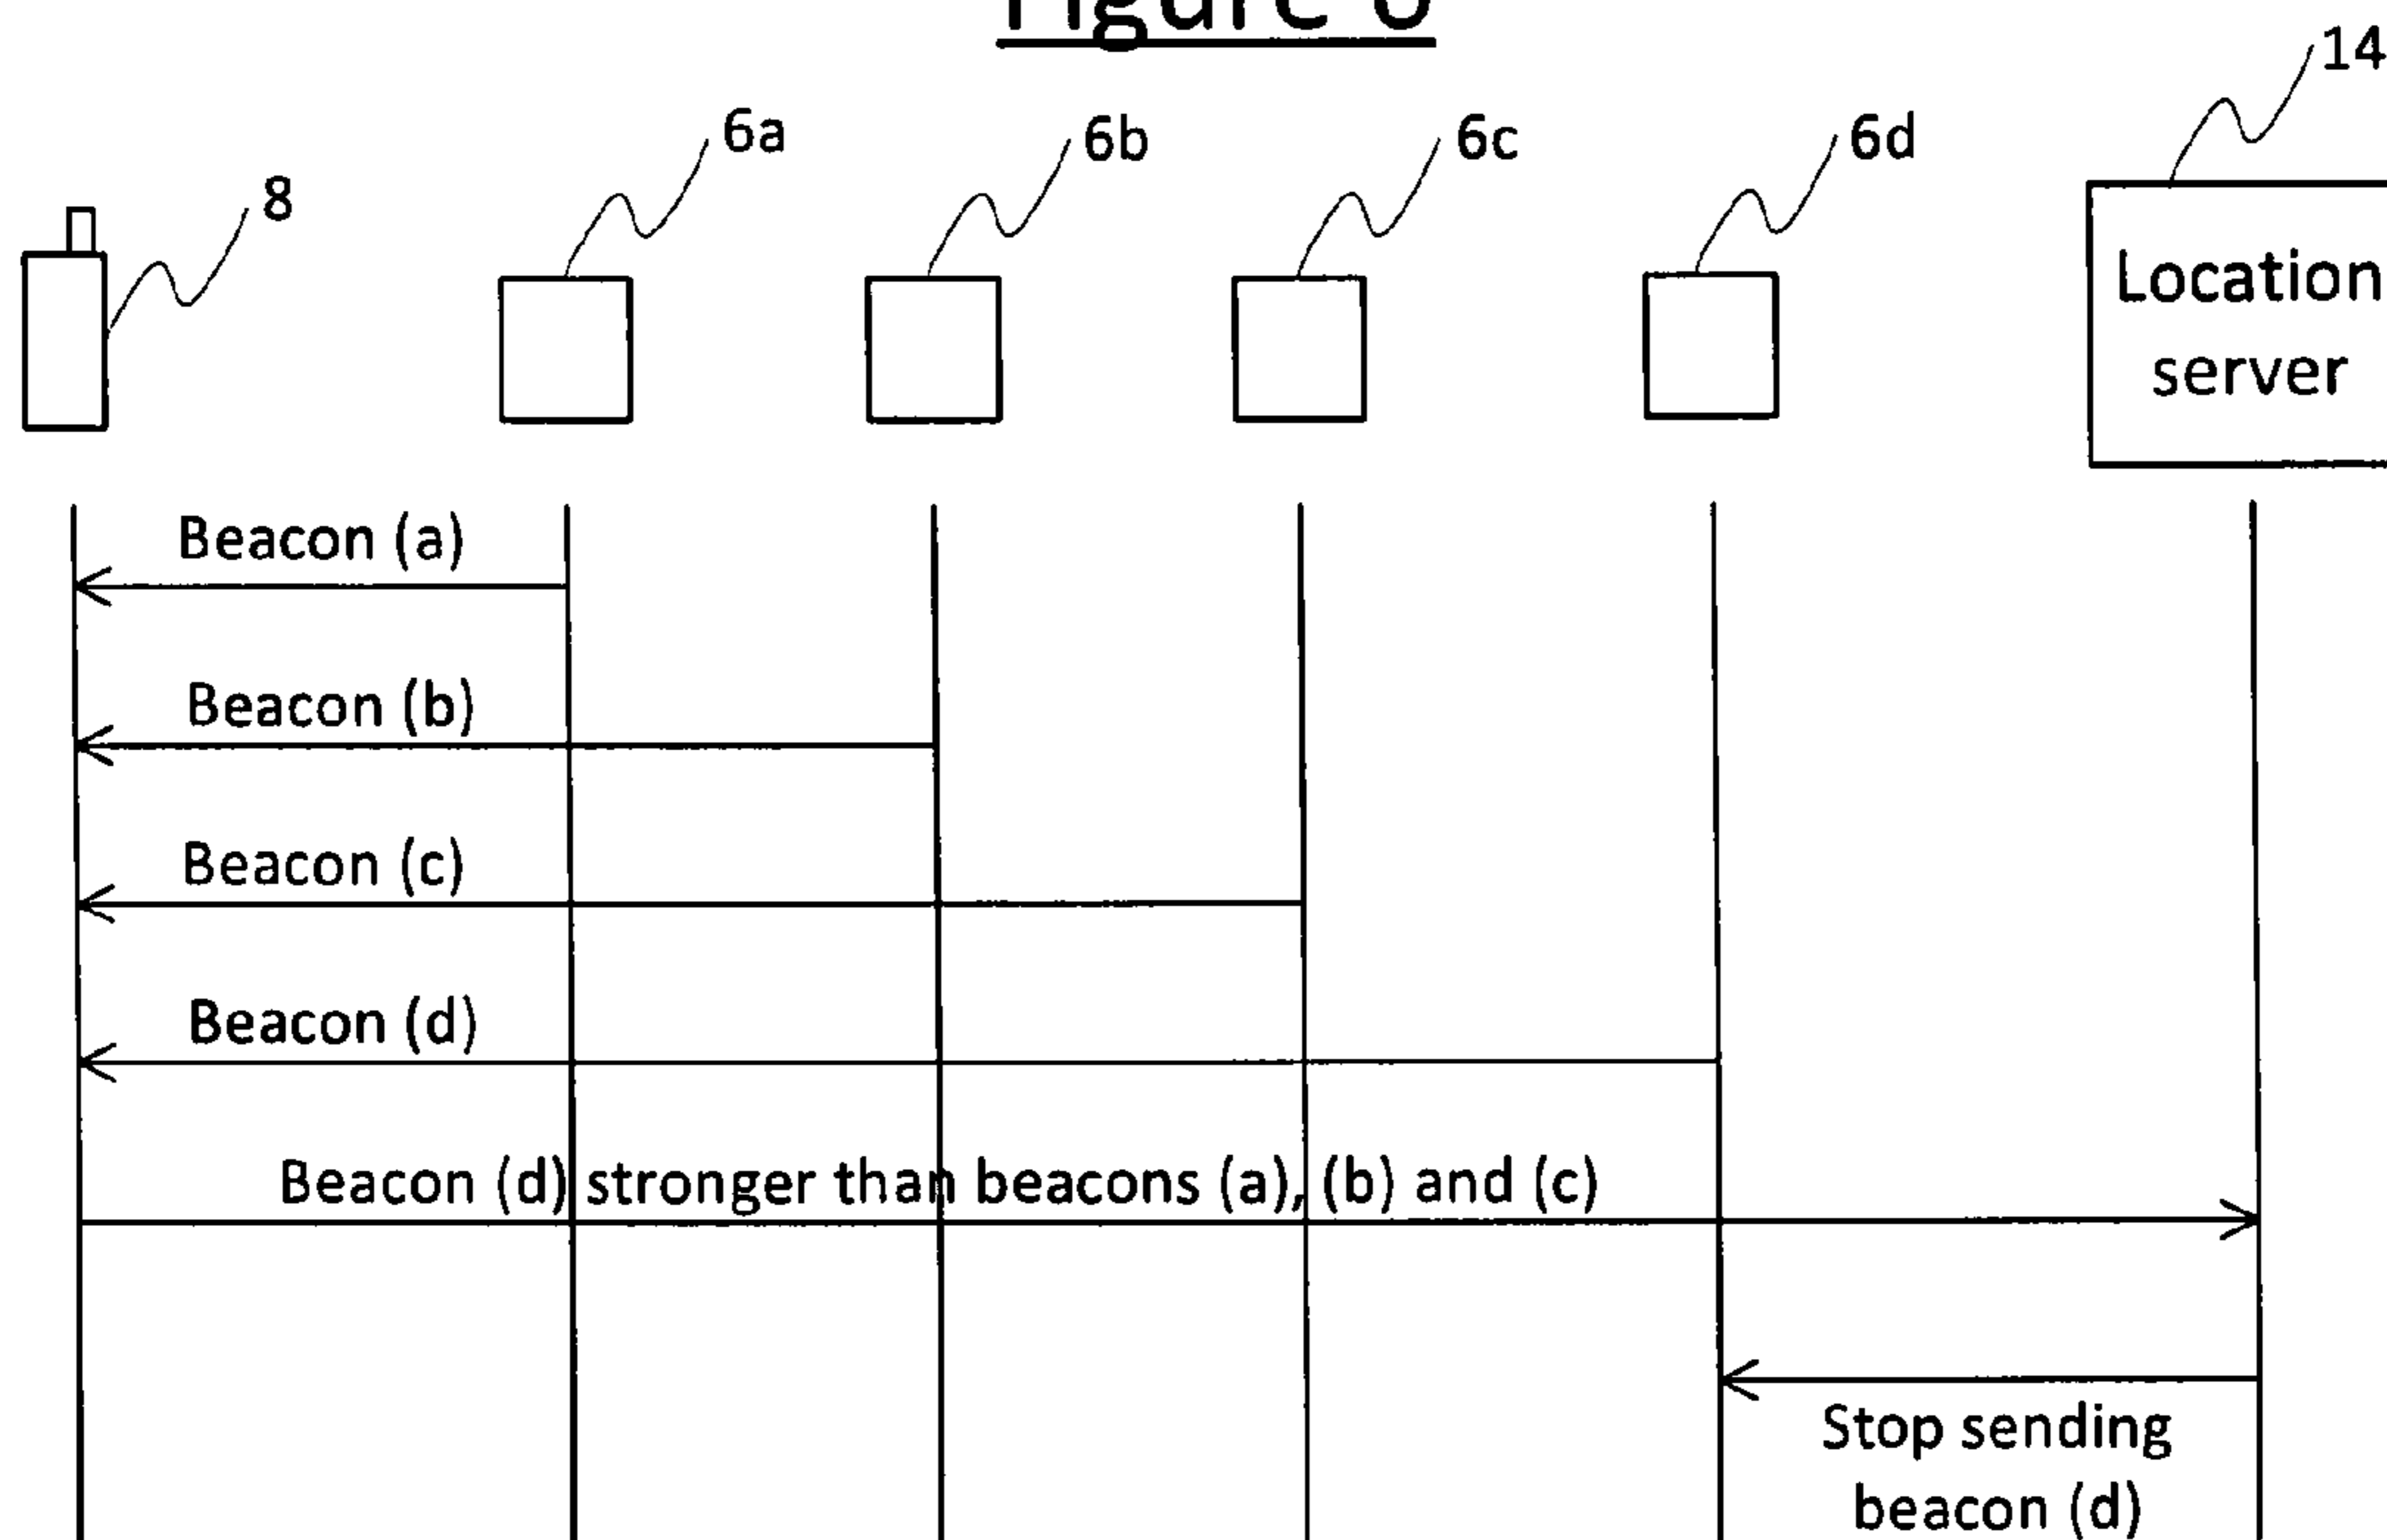 14
6a
6b
6c
6d
8
Location
server
Beacon (a)
Beacon (b)
Beacon (c)
Beacon (d)
Beacon (d) stronger than beacons (a), (b) and (c)
Stop sending
beacon (d)